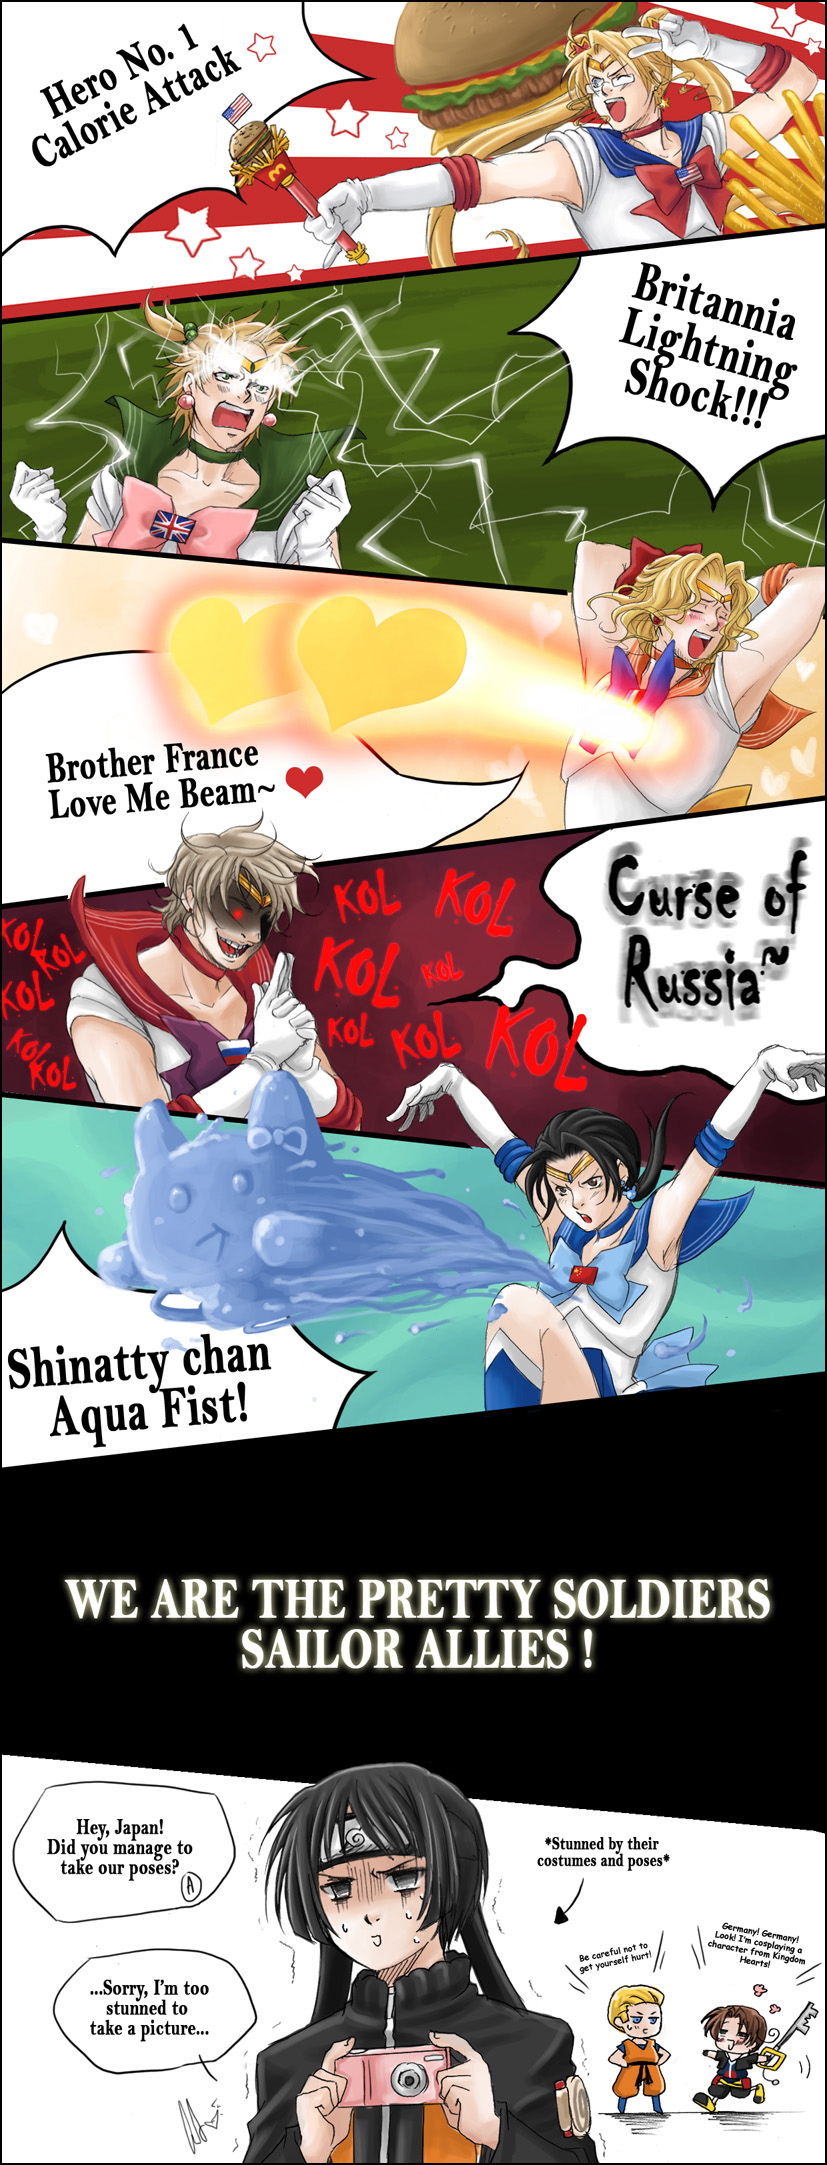 Hero No. 1
Calorie Attack
Britannia
Lightning
Shock!!!
Brother France
Love Me Beam~
KOL
KOL
KOL
KOL
KOL
KOL
KOL
KOL
KOL
KOL
KOL
KOL
Curse of
Russia~
Shinatty chan
Aqua Fist!
WE ARE THE PRETTY SOLDIERS
SAILOR ALLIES !
Hey, Japan!
Did you manage to
take our poses?
A
...Sorry, I'm too
stunned to
take a picture...
*Stunned by their
costumes and poses*
Be careful not to
get yourself hurt!
Germany! Germany!
Look! I'm cosplaying a
character from Kingdom
Hearts!